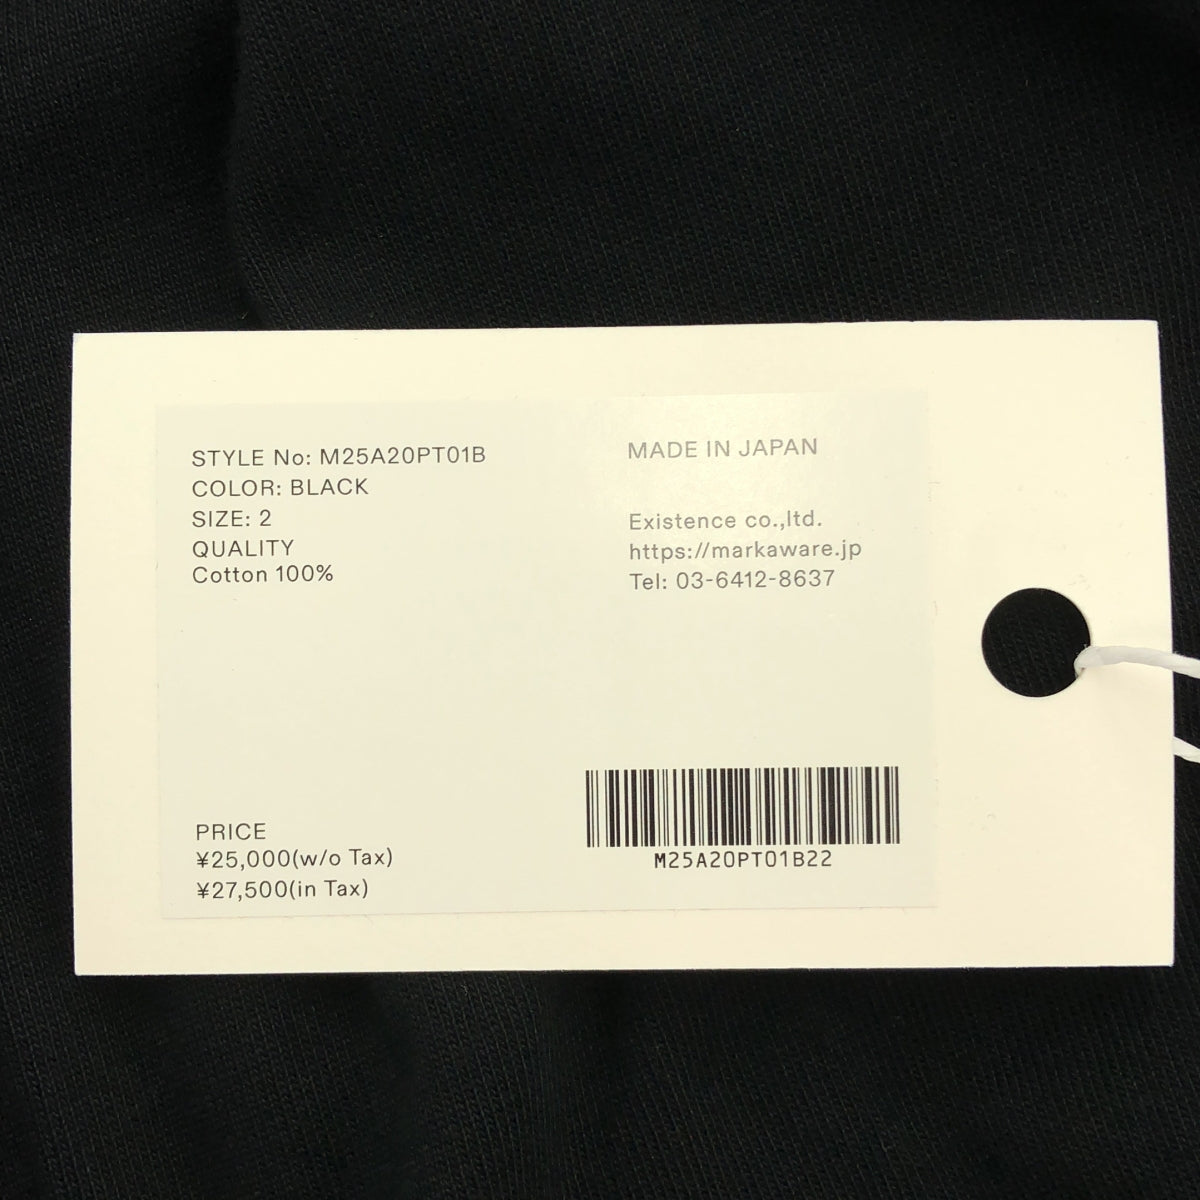 STYLE No: M25A20PT01B
COLOR: BLACK
SIZE: 2
QUALITY
Cotton 100%
MADE IN JAPAN
Existence co.,ltd.
https://markaware.jp
Tel: 03-6412-8637
PRICE
¥25,000(w/o Tax)
¥27,500(in Tax)
M25A20PT01B22